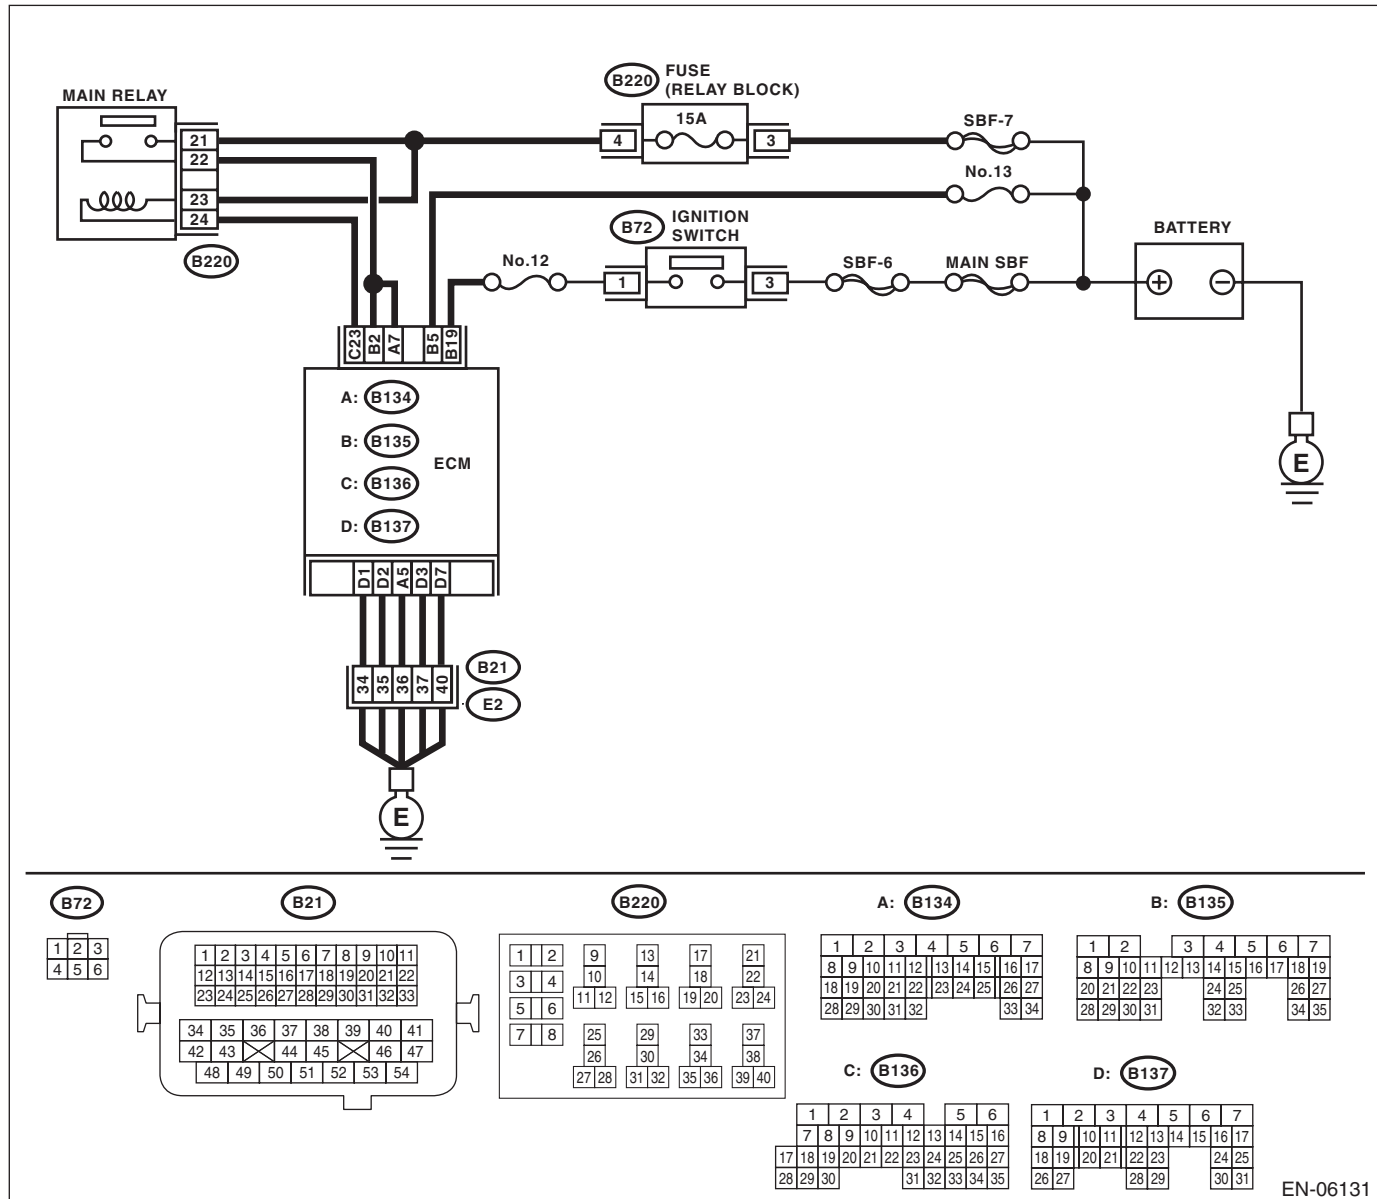 B220 FUSE
(RELAY BLOCK)
MAIN RELAY
15A
SBF-7
21
4
3
22
No.13
23
B72 IGNITION
SWITCH
24
BATTERY
B220
No.12
SBF-6
MAIN SBF
1
3
+
−
C23 B2 A7 B5 B19
A: B134
B: B135
ECM
C: B136
D: B137
E
D1 D2 A5 D3 D7
B21
34 35 36 37 40
E2
E
B72
1 2 3
4 5 6
B21
1 2 3 4 5 6 7 8 9 10 11
12 13 14 15 16 17 18 19 20 21 22
23 24 25 26 27 28 29 30 31 32 33
34 35 36 37 38 39 40 41
42 43 44 45 46 47
48 49 50 51 52 53 54
B220
1 2
3 4
5 6
7 8
9 13 17 21
10 14 18 22
11 12 15 16 19 20 23 24
25 29 33 37
26 30 34 38
27 28 31 32 35 36 39 40
A: B134
1 2 3 4 5 6 7
8 9 10 11 12 13 14 15 16 17
18 19 20 21 22 23 24 25 26 27
28 29 30 31 32 33 34
B: B135
1 2 3 4 5 6 7
8 9 10 11 12 13 14 15 16 17 18 19
20 21 22 23 24 25 26 27
28 29 30 31 32 33 34 35
C: B136
1 2 3 4 5 6
7 8 9 10 11 12 13 14 15 16
17 18 19 20 21 22 23 24 25 26 27
28 29 30 31 32 33 34 35
D: B137
1 2 3 4 5 6 7
8 9 10 11 12 13 14 15 16 17
18 19 20 21 22 23 24 25
26 27 28 29 30 31
EN-06131